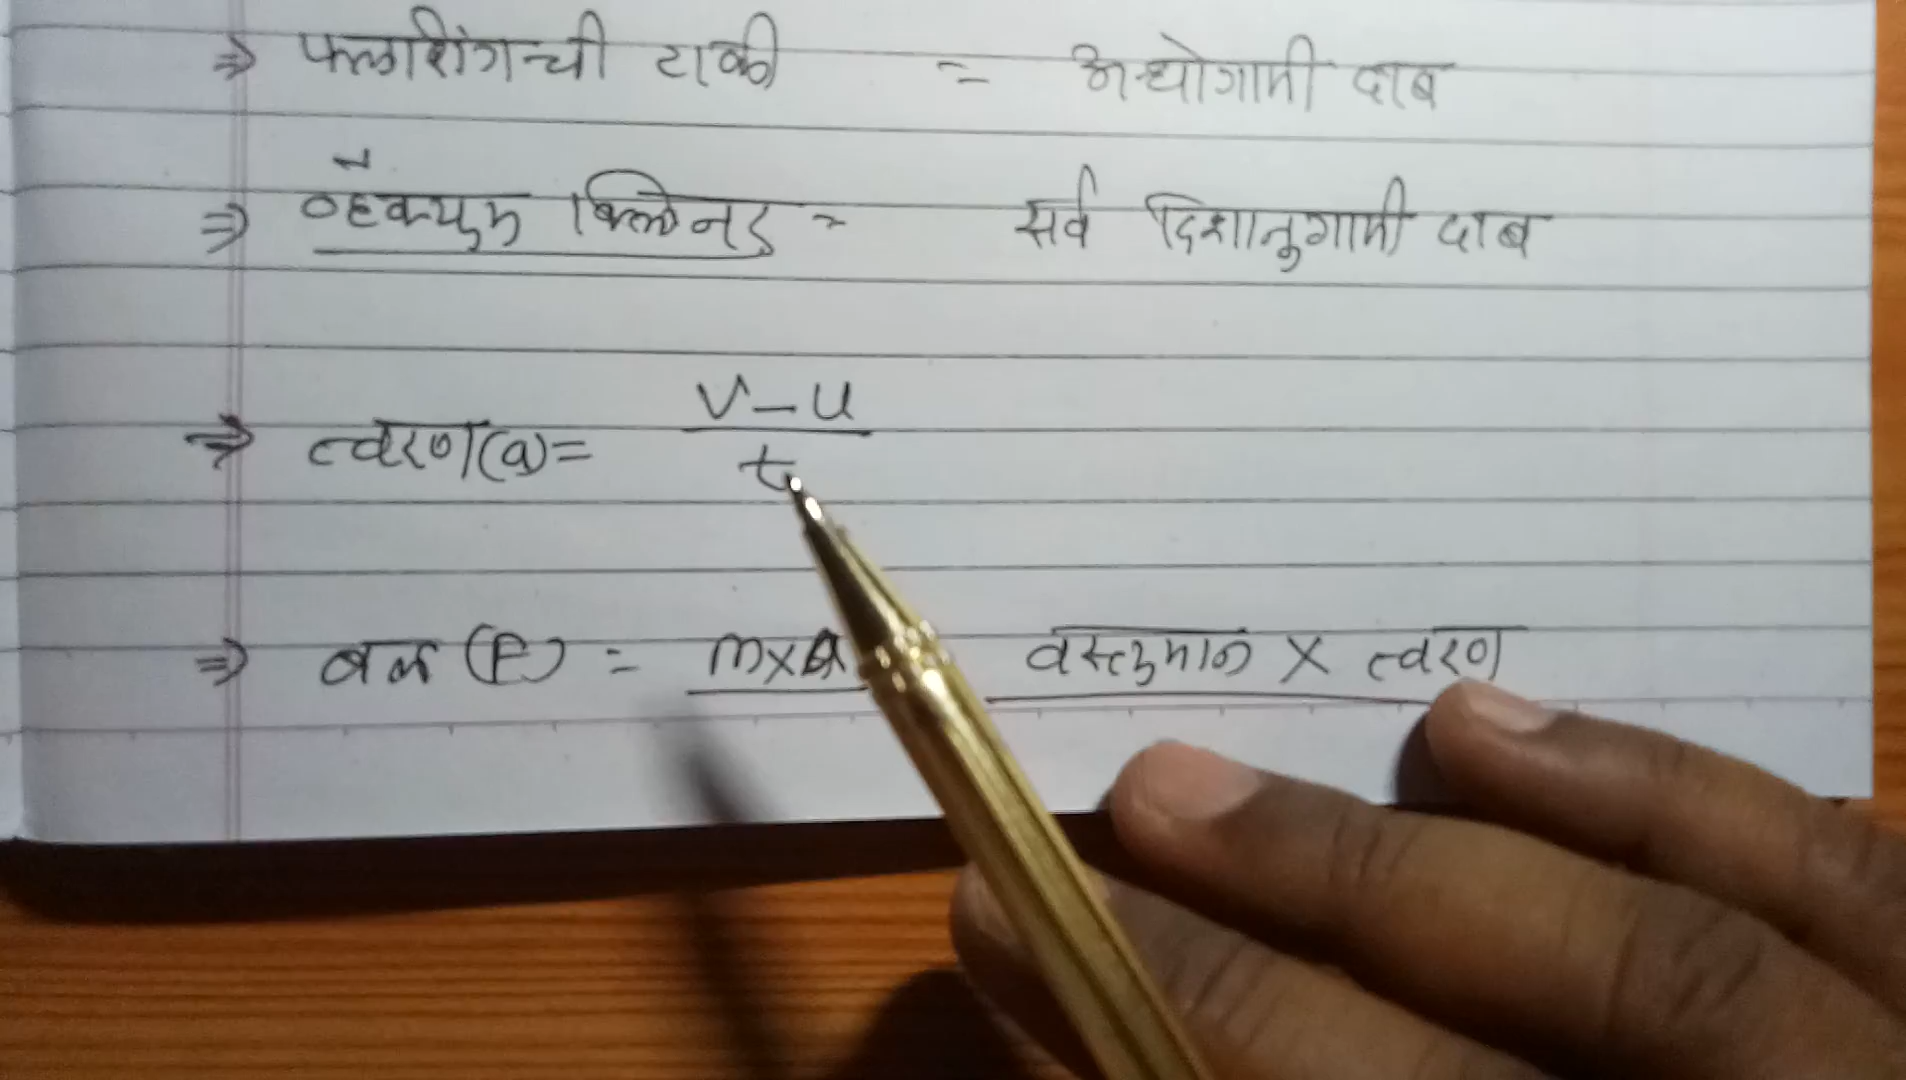 ⇒ फ्लशिंगची टाकी = अधोगामी दाब
⇒ व्हॅक्युम क्लिनर = सर्व दिशानुगामी दाब
⇒ त्वरण(a)= v-u / t
⇒ बल (F) = m×a वस्तुमान × त्वरण